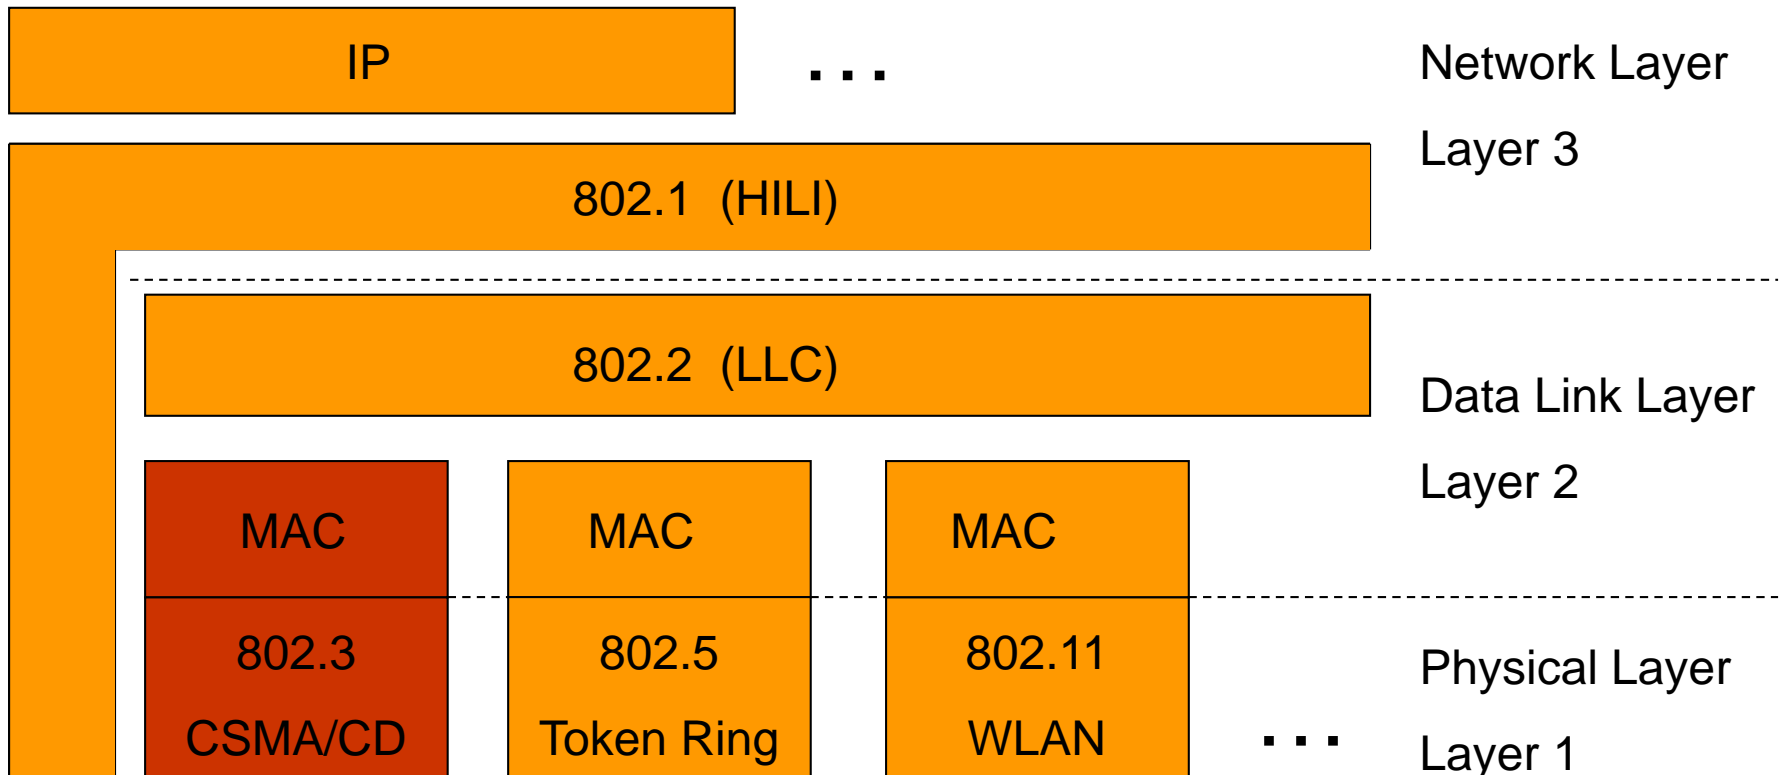 IP
...
Network Layer
Layer 3
802.1 (HILI)
802.2 (LLC)
Data Link Layer
Layer 2
MAC
MAC
MAC
802.3
CSMA/CD
802.5
Token Ring
802.11
WLAN
...
Physical Layer
Layer 1